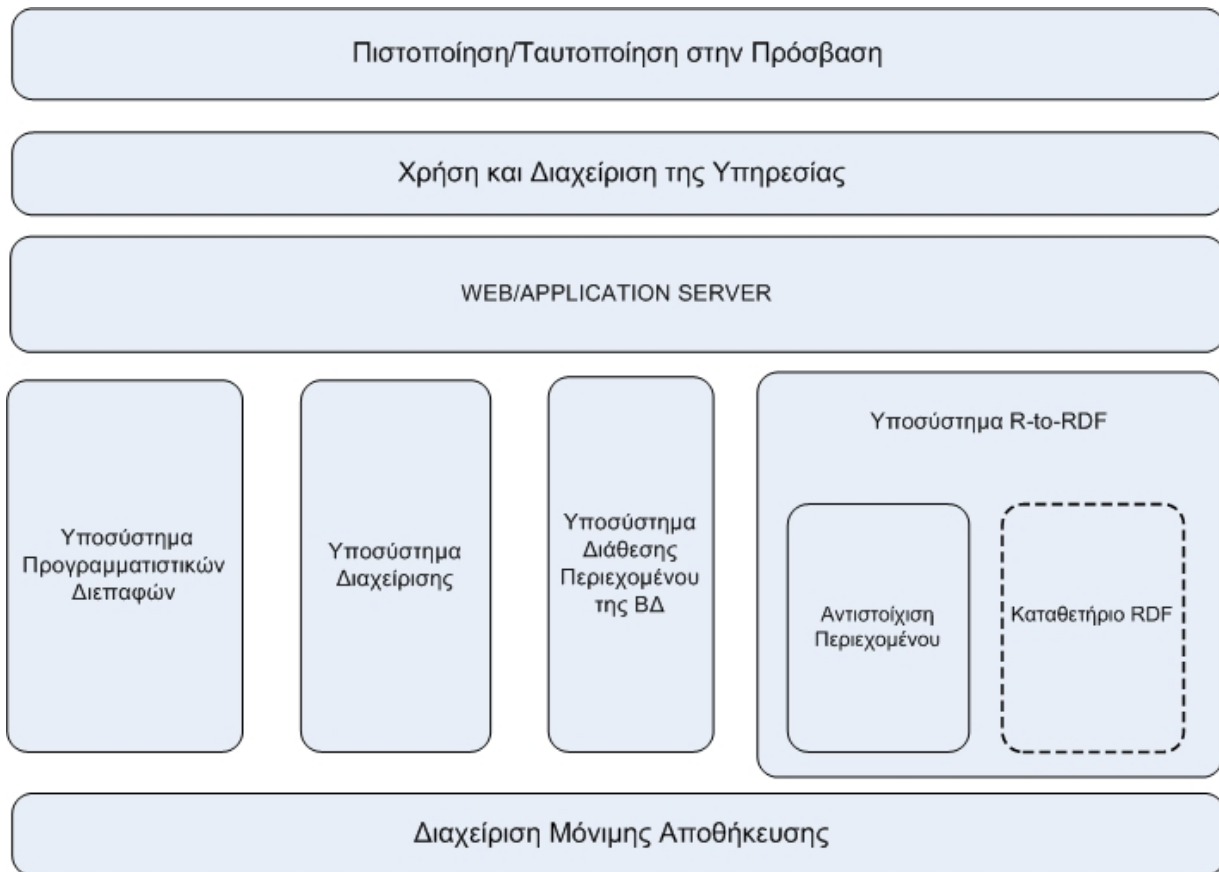 Πιστοποίηση/Ταυτοποίηση στην Πρόσβαση
Χρήση και Διαχείριση της Υπηρεσίας
WEB/APPLICATION SERVER
Υποσύστημα
Προγραμματιστικών
Διεπαφών
Υποσύστημα
Διαχείρισης
Υποσύστημα
Διάθεσης
Περιεχομένου
της ΒΔ
Υποσύστημα R-to-RDF
Αντιστοίχιση
Περιεχομένου
Καταθετήριο RDF
Διαχείριση Μόνιμης Αποθήκευσης